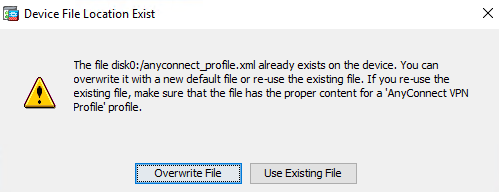 Device File Location Exist
The file disk0:/anyconnect_profile.xml already exists on the device. You can
overwrite it with a new default file or re-use the existing file. If you re-use the
existing file, make sure that the file has the proper content for a 'AnyConnect VPN
Profile' profile.
Overwrite File
Use Existing File